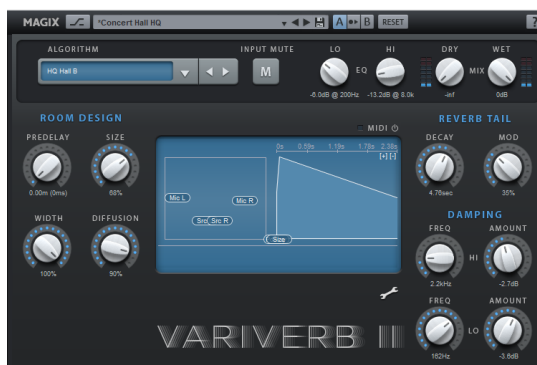 MAGIX *Concert Hall HQ A B RESET ?
ALGORITHM INPUT MUTE LO HI DRY WET
HQ Hall B M EQ MIX
-6.0dB @ 200Hz -13.2dB @ 8.0k -inf 0dB
ROOM DESIGN REVERB TAIL
PREDELAY SIZE MIDI DECAY MOD
0s 0.59s 1.19s 1.78s 2.38s
[+] [-]
0.00m (0ms) 68% Mic L Mic R 4.76sec 35%
WIDTH DIFFUSION Src Src R DAMPING
Size FREQ AMOUNT
HI
100% 90% 2.2kHz -2.7dB
FREQ AMOUNT
LO
VARIVERB II
162Hz -3.6dB